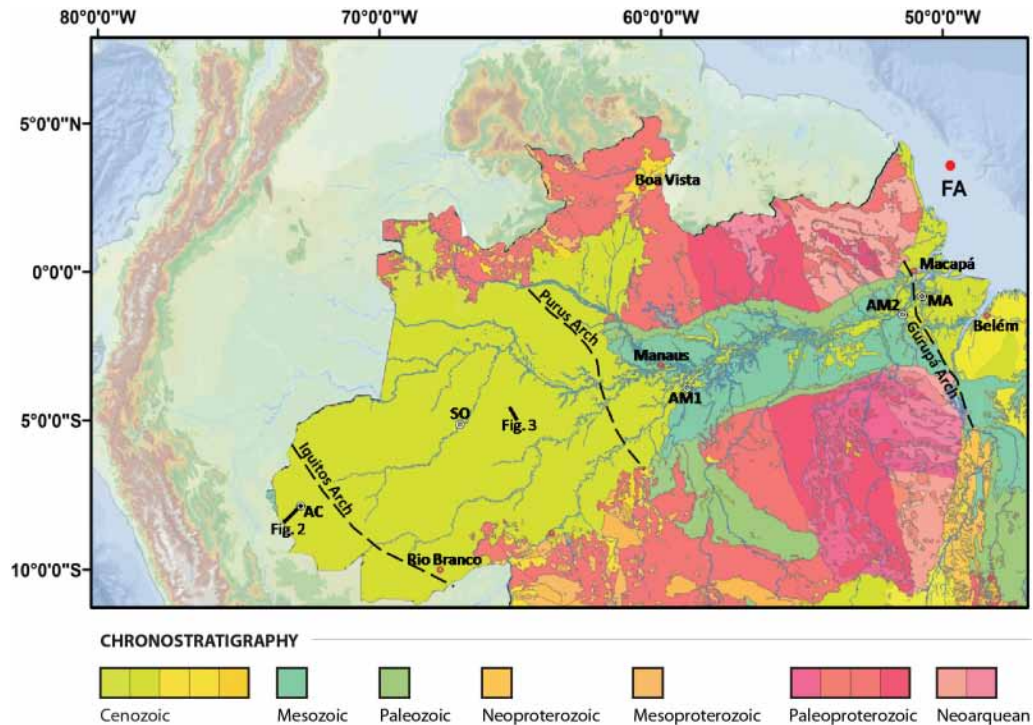 80°0'0"W 70°0'0"W 60°0'0"W 50°0'0"W
5°0'0"N
Boa Vista
FA
0°0'0"N
Macapá
Purus Arch
AM2
MA
Belém
Gurupá Arch
Manaus
AM1
5°0'0"S
SO
Fig. 3
Iguitos Arch
AC
Fig. 2
Rio Branco
10°0'0"S
CHRONOSTRATIGRAPHY
Cenozoic Mesozoic Paleozoic Neoproterozoic Mesoproterozoic Paleoproterozoic Neoarquean